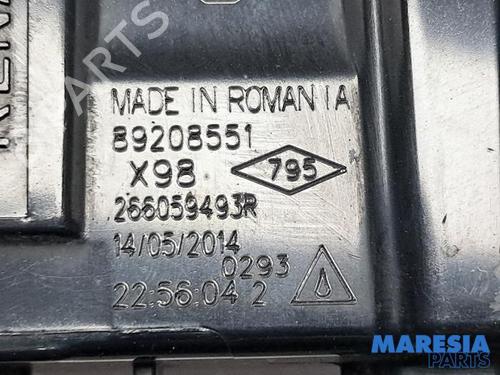 MADE IN ROMANIA
89208551
X98
795
266059493R
14/05/2014
0293
22:56:04 2
MARESIA
PARTS